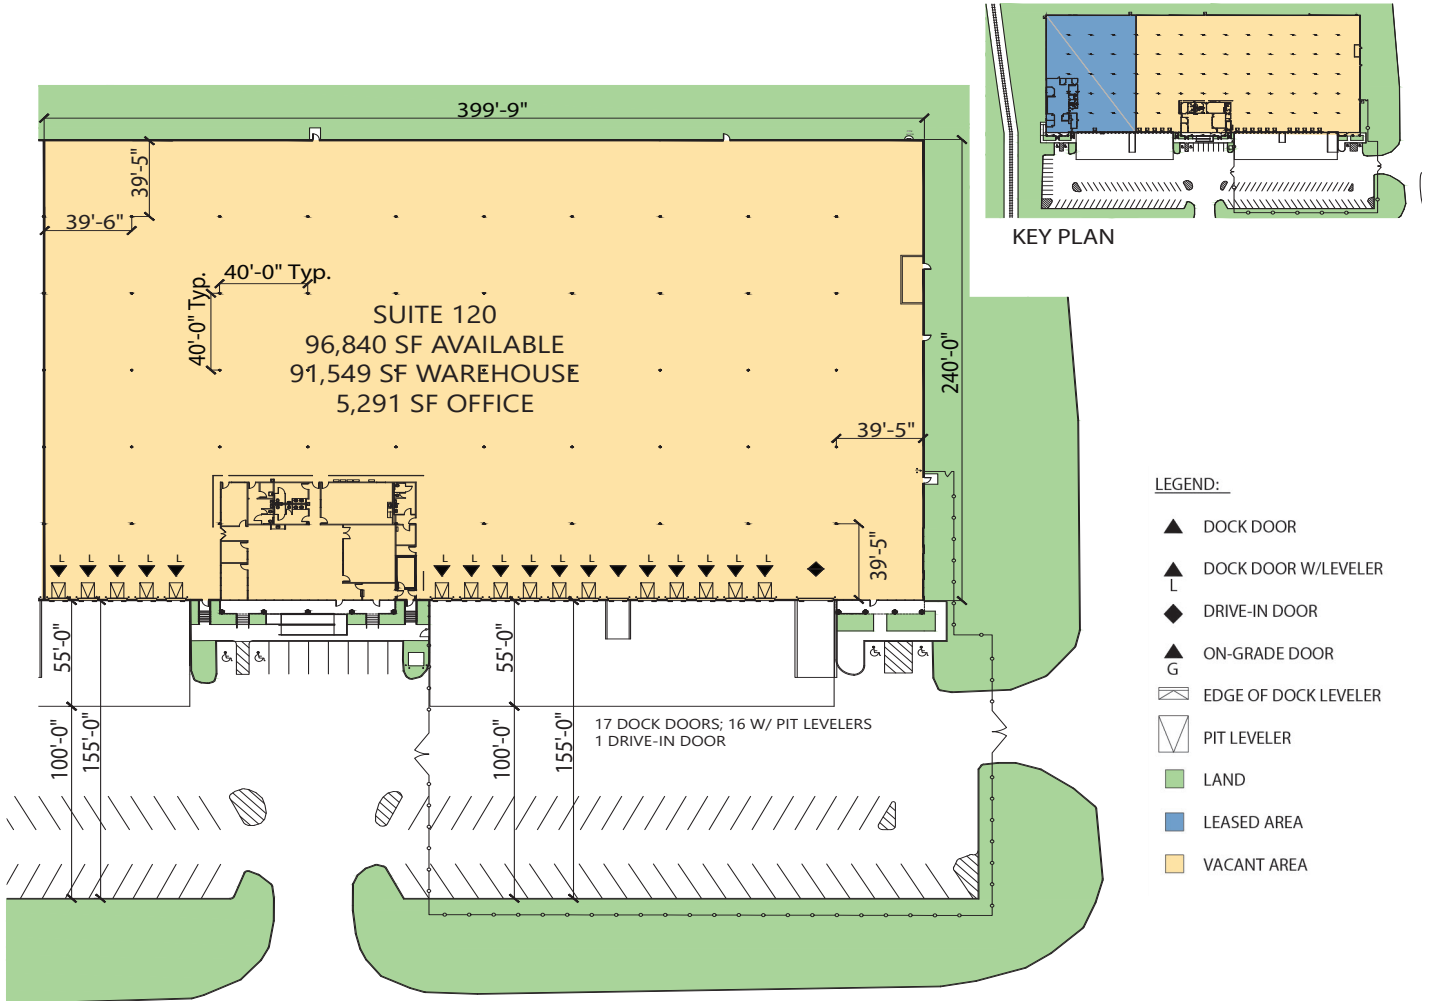 399'-9"
39'-5"
39'-6"
40'-0" Typ.
40'-0" Typ.
SUITE 120
96,840 SF AVAILABLE
91,549 SF WAREHOUSE
5,291 SF OFFICE
240'-0"
39'-5"
39'-5"
L L L L L L L L L L L L L L L L
55'-0"
100'-0"
155'-0"
55'-0"
100'-0"
155'-0"
17 DOCK DOORS; 16 W/ PIT LEVELERS
1 DRIVE-IN DOOR
KEY PLAN
LEGEND:
DOCK DOOR
DOCK DOOR W/LEVELER
L
DRIVE-IN DOOR
ON-GRADE DOOR
G
EDGE OF DOCK LEVELER
PIT LEVELER
LAND
LEASED AREA
VACANT AREA